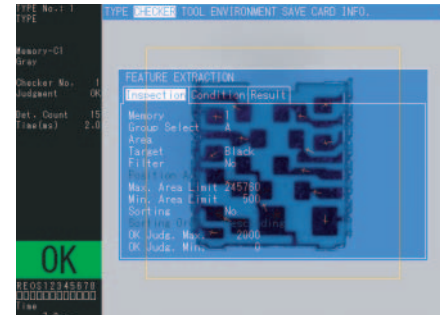 TYPE No.: 1
TYPE
TYPE CHECKER TOOL ENVIRONMENT SAVE CARD INFO.
Memory-C1
Gray
Checker No. 1
Judgment OK
Det. Count 15
Time(ms) 2.0
FEATURE EXTRACTION
Inspection Condition Result
Memory 1
Group Select A
Area
Target Black
Filter No
Position A
Max. Area Limit 245760
Min. Area Limit 500
Sorting No
OK Judg. Max. 2000
OK Judg. Min. 0
OK
REOS12345678
Time